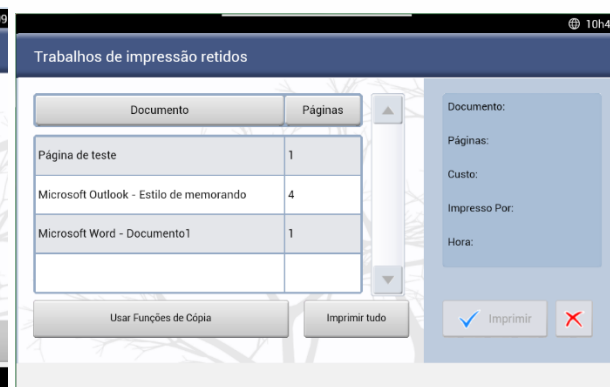 10h4
Trabalhos de impressão retidos
Documento Páginas
Página de teste 1
Microsoft Outlook - Estilo de memorando 4
Microsoft Word - Documento1 1
Usar Funções de Cópia Imprimir tudo
Documento:
Páginas:
Custo:
Impresso Por:
Hora:
Imprimir